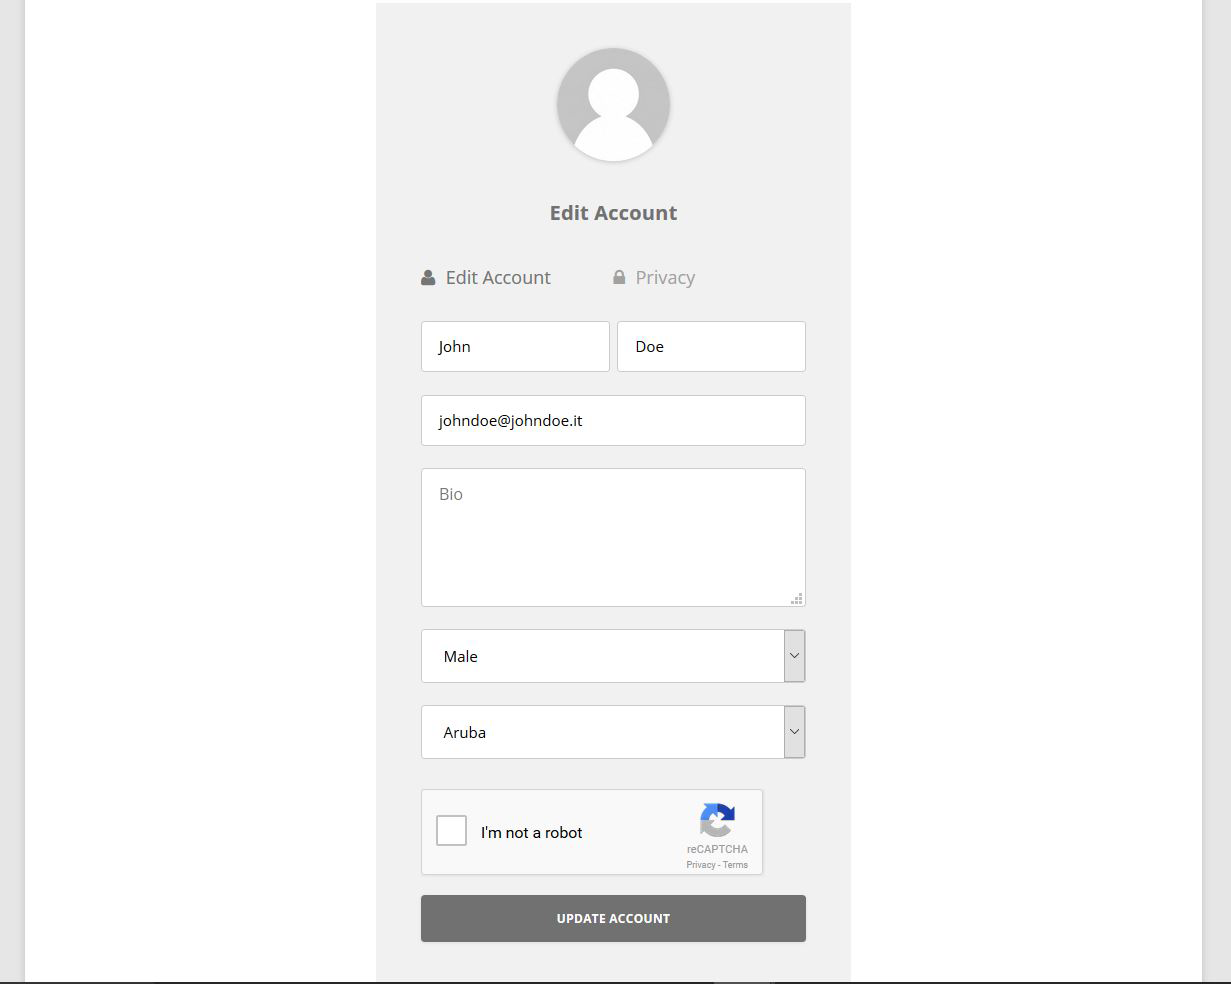 Edit Account
Edit Account Privacy
John Doe
johndoe@johndoe.it
Bio
Male
Aruba
I'm not a robot
reCAPTCHA
Privacy - Terms
UPDATE ACCOUNT